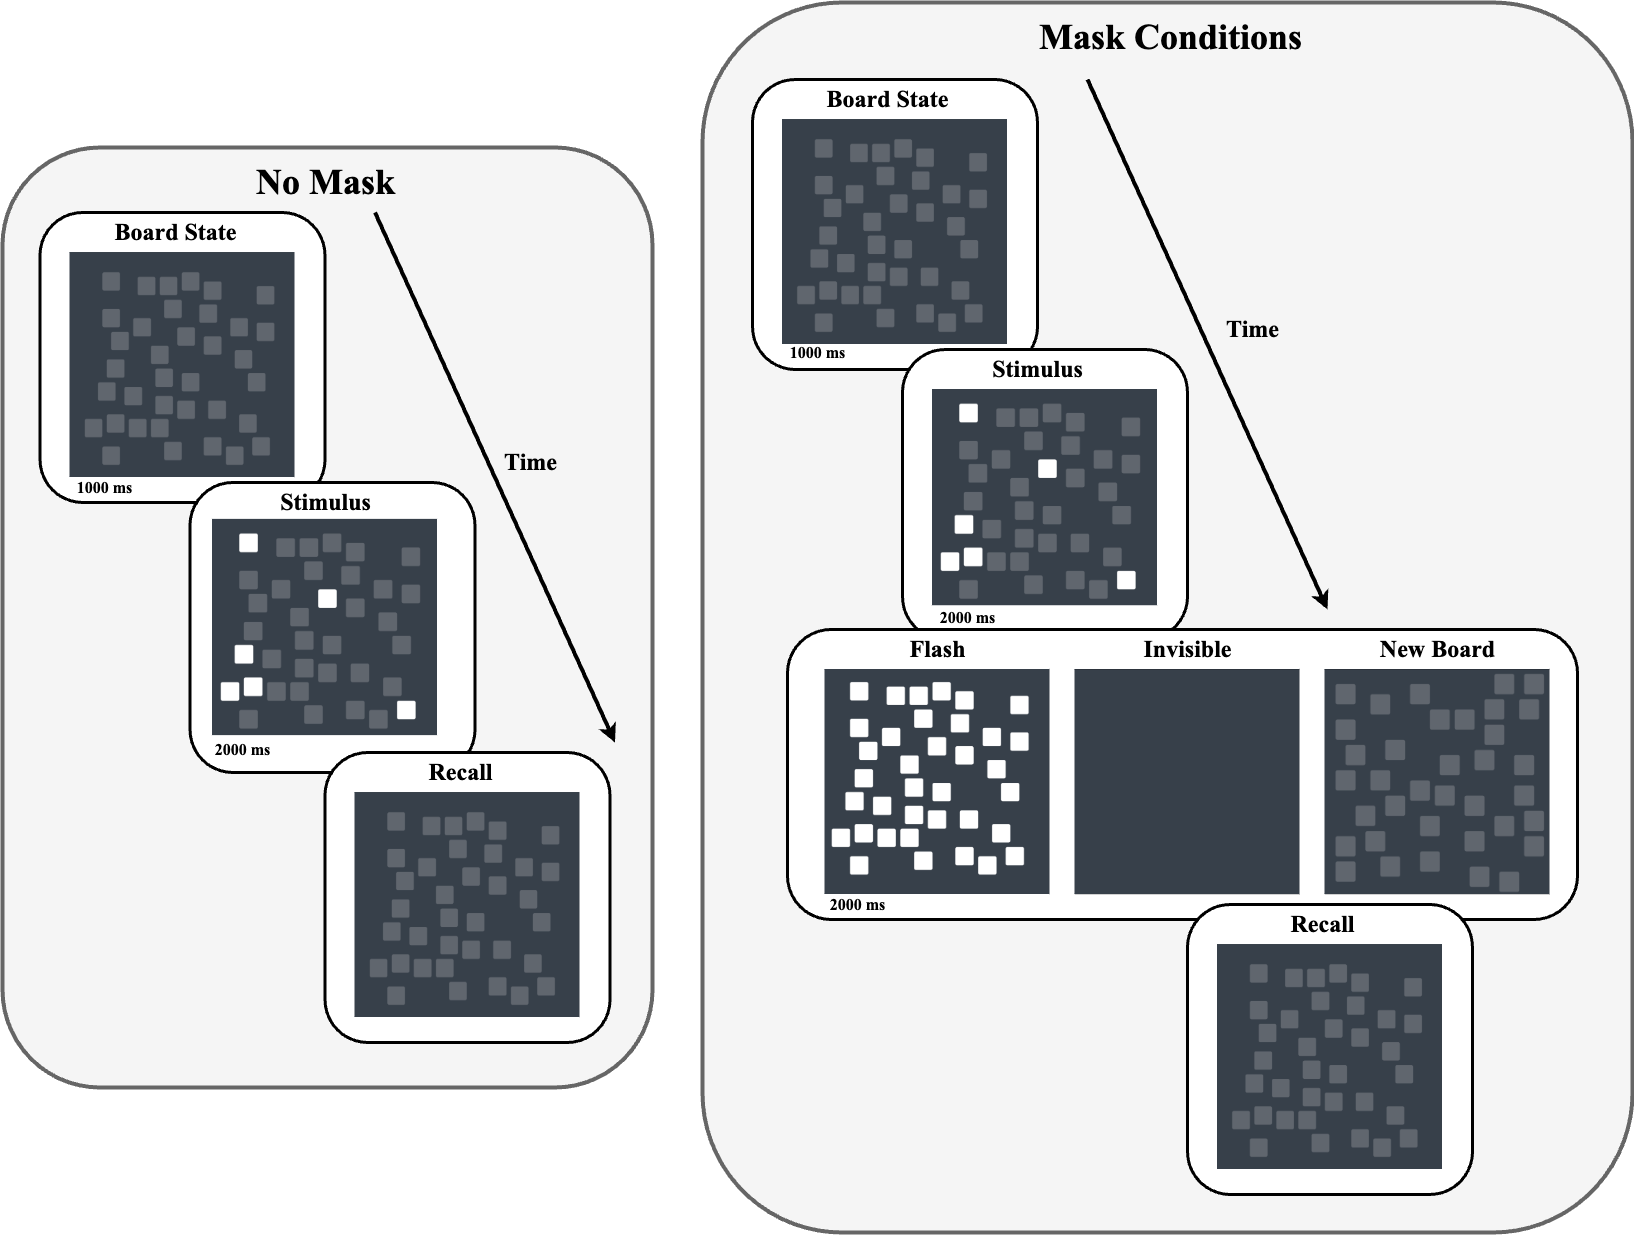 No Mask
Board State
1000 ms
Stimulus
2000 ms
Time
Recall
Mask Conditions
Board State
1000 ms
Time
Stimulus
2000 ms
Flash
Invisible
New Board
2000 ms
Recall